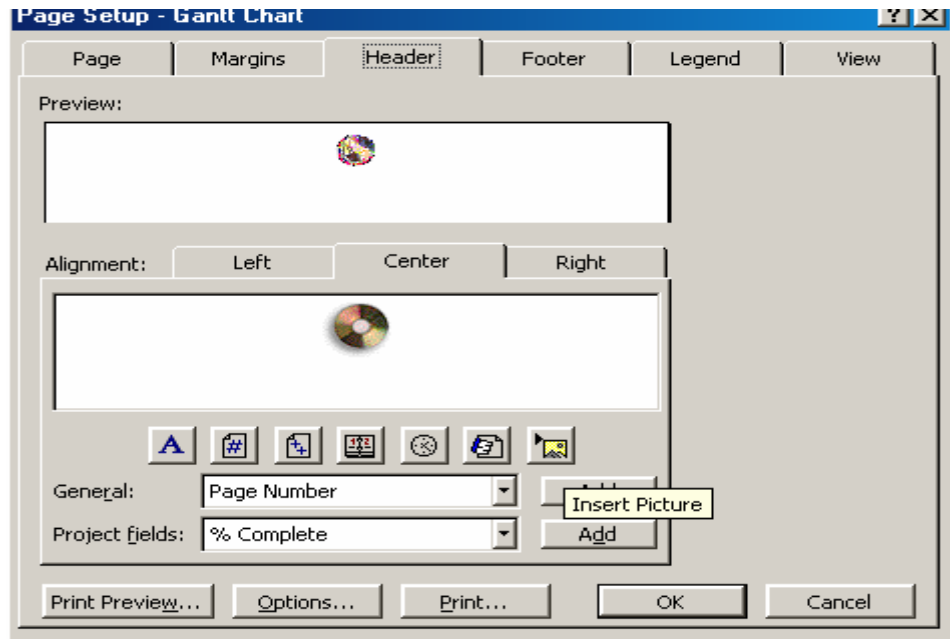 Page Setup - Gantt Chart
Page Margins Header Footer Legend View
Preview:
Alignment: Left Center Right
A # ++
General: Page Number
Insert Picture
Project fields: % Complete Add
Print Preview... Options... Print... OK Cancel